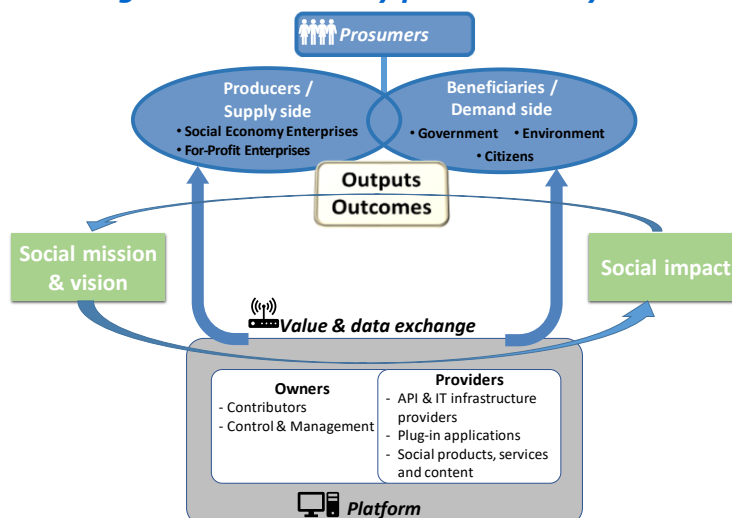 Prosumers
Producers /
Supply side
• Social Economy Enterprises
• For-Profit Enterprises
Beneficiaries /
Demand side
• Government • Environment
• Citizens
Outputs
Outcomes
Social mission
& vision
Social impact
Value & data exchange
Owners
- Contributors
- Control & Management
Providers
- API & IT infrastructure
providers
- Plug-in applications
- Social products, services
and content
Platform